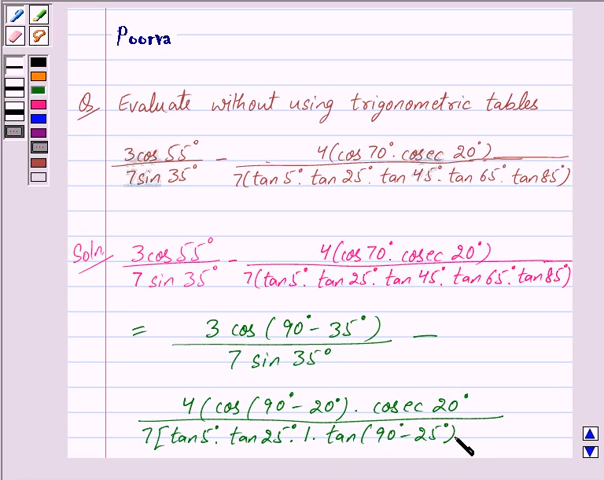 Poorva
Q Evaluate without using trigonometric tables
3cos 55° / 7sin 35° - 4(cos 70°. cosec 20°) / 7(tan 5°. tan 25°. tan 45°. tan 65°. tan 85°)
Soln 3cos 55° / 7 sin 35° - 4(cos 70°. cosec 20°) / 7(tan 5°. tan 25°. tan 45°. tan 65°. tan 85°)
= 3 cos (90° - 35°) / 7 sin 35° -
4 (cos (90° - 20°). cosec 20° / 7[tan 5°. tan 25°. 1. tan (90° - 25°)